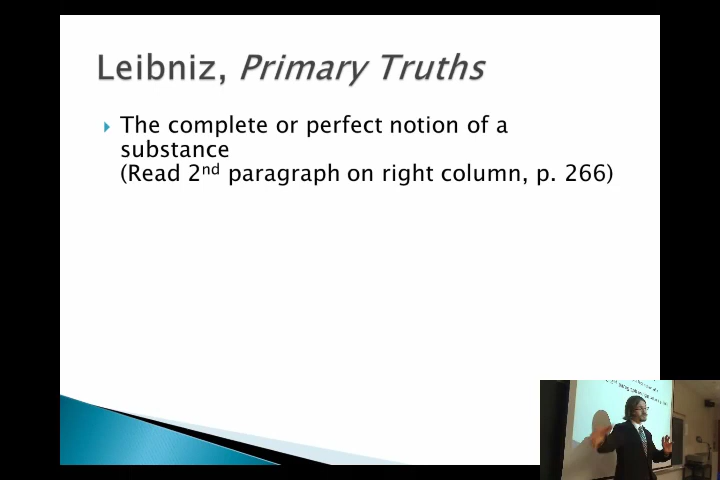 Leibniz, Primary Truths
The complete or perfect notion of a
substance
(Read 2nd paragraph on right column, p. 266)